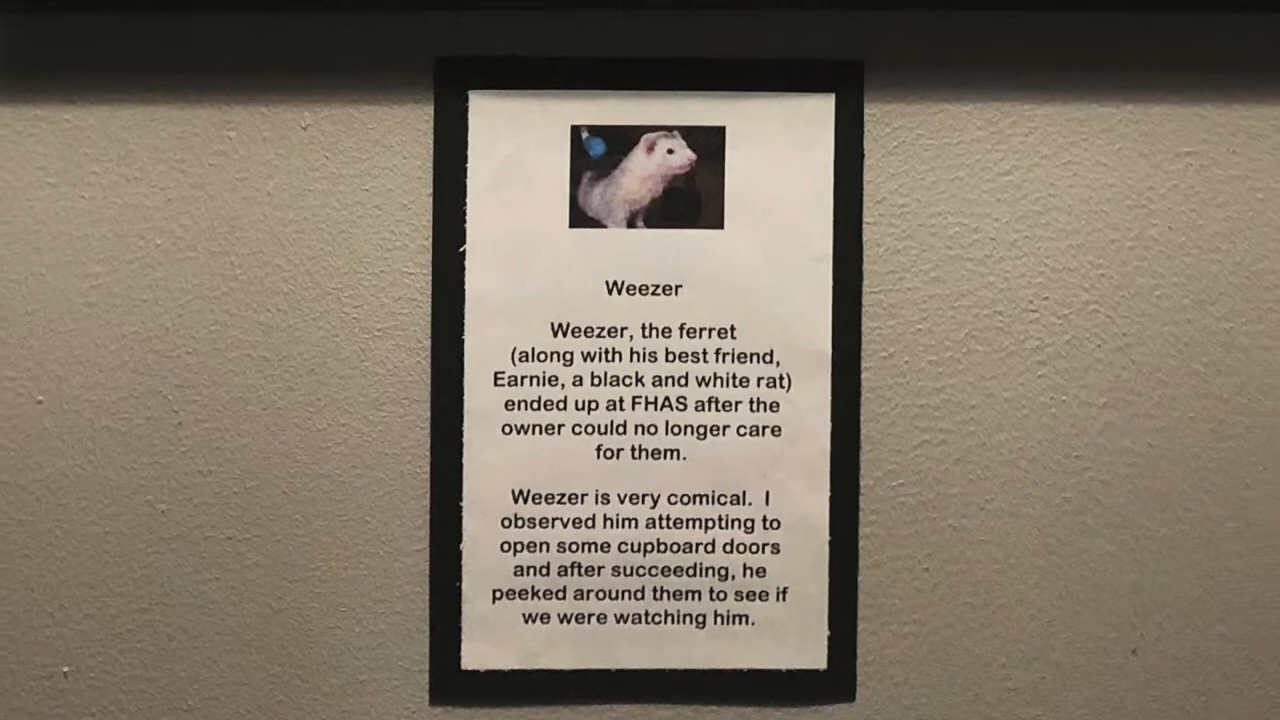 Weezer
Weezer, the ferret
(along with his best friend,
Earnie, a black and white rat)
ended up at FHAS after the
owner could no longer care
for them.
Weezer is very comical. I
observed him attempting to
open some cupboard doors
and after succeeding, he
peeked around them to see if
we were watching him.